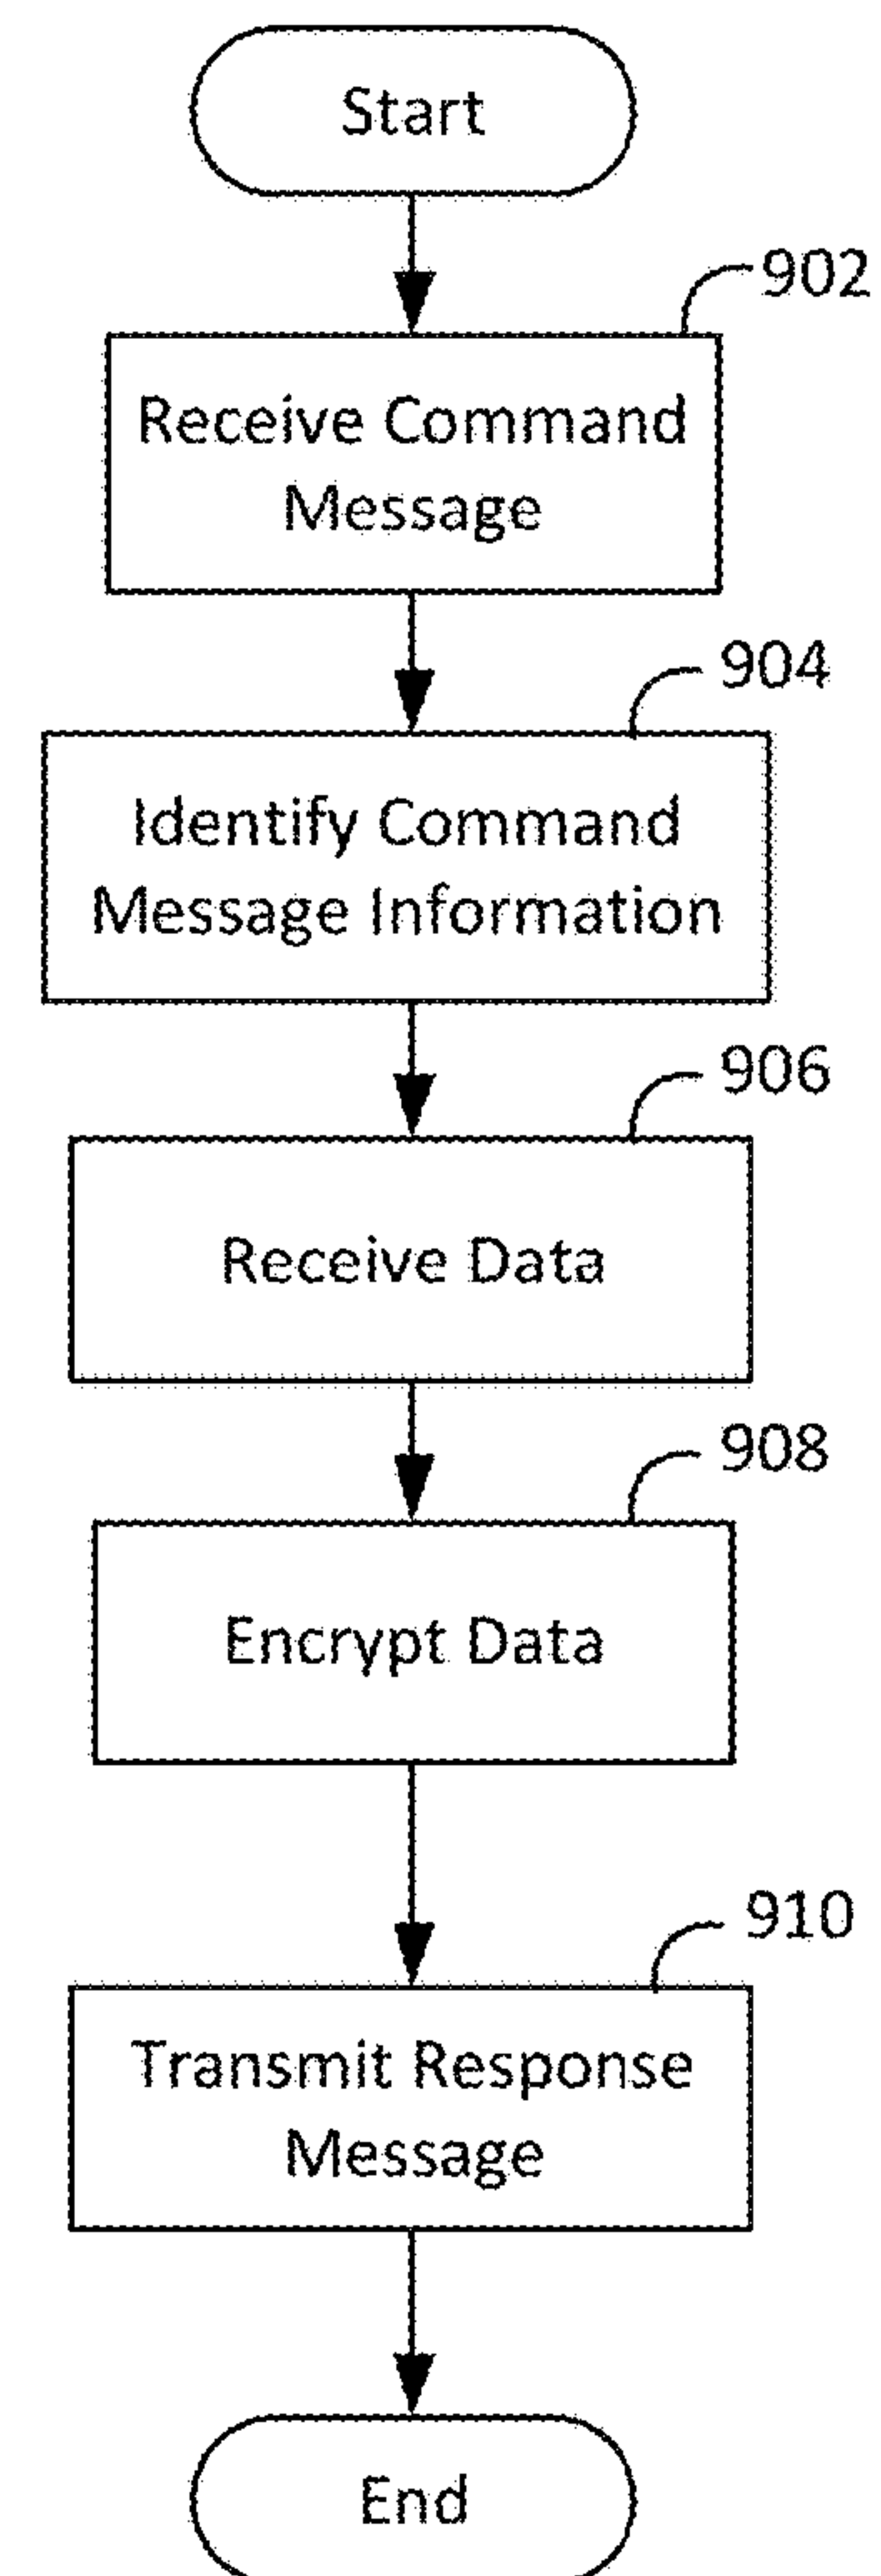 Start
902
Receive Command
Message
904
Identify Command
Message Information
906
Receive Data
908
Encrypt Data
910
Transmit Response
Message
End